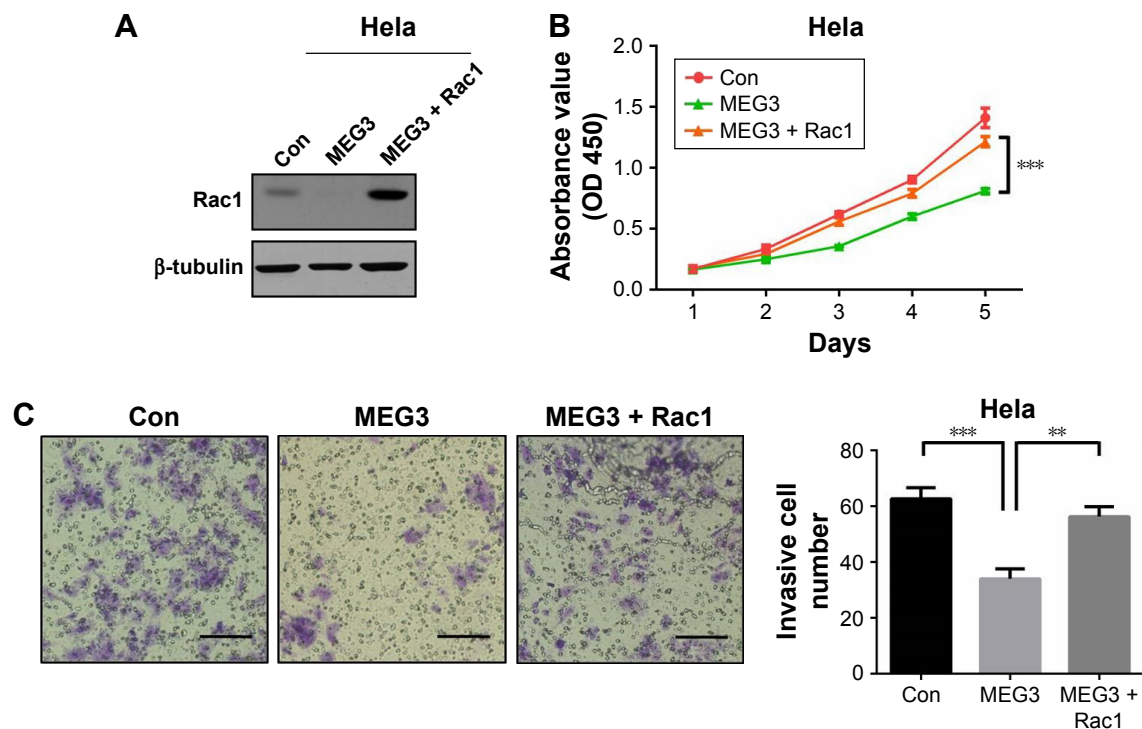 A
Hela
Con
MEG3
MEG3 + Rac1
Rac1
β-tubulin
B
Hela
Absorbance value
(OD 450)
2.0
1.5
1.0
0.5
0.0
Con
MEG3
MEG3 + Rac1
***
1 2 3 4 5
Days
C
Con
MEG3
MEG3 + Rac1
Hela
*** **
Invasive cell
number
80
60
40
20
0
Con
MEG3
MEG3 +
Rac1